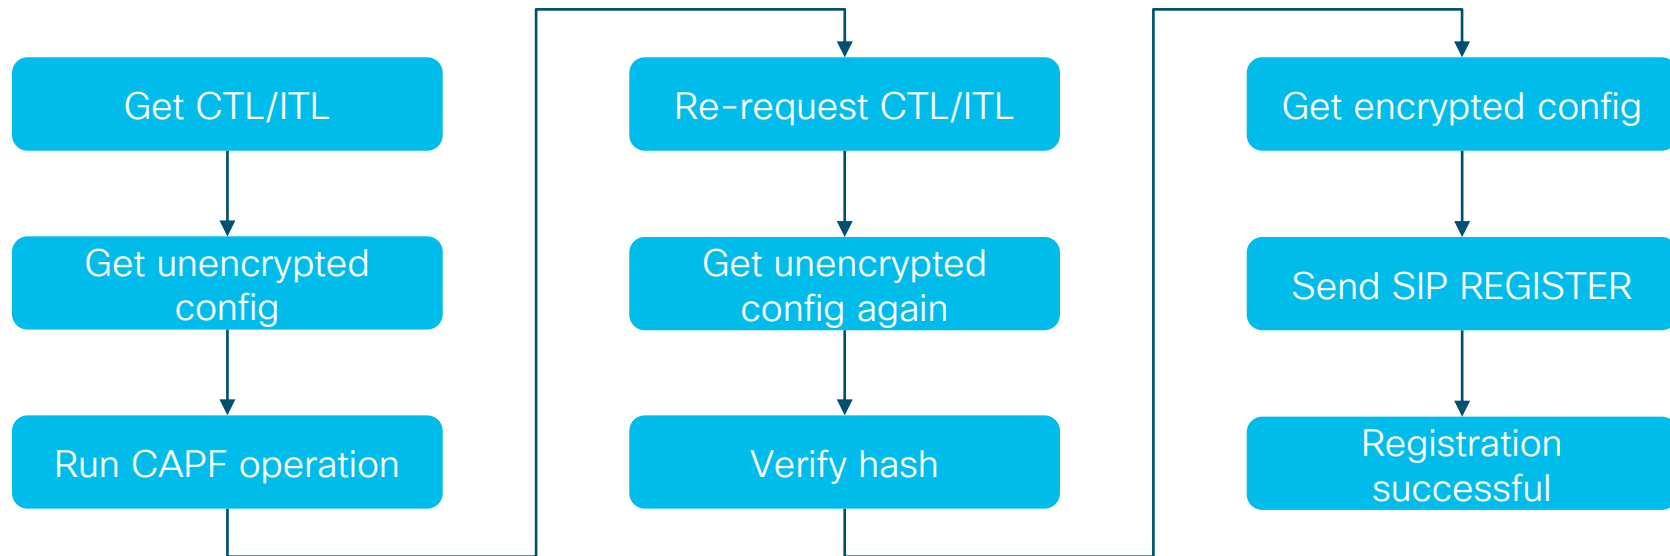 Get CTL/ITL
Get unencrypted
config
Run CAPF operation
Re-request CTL/ITL
Get unencrypted
config again
Verify hash
Get encrypted config
Send SIP REGISTER
Registration
successful